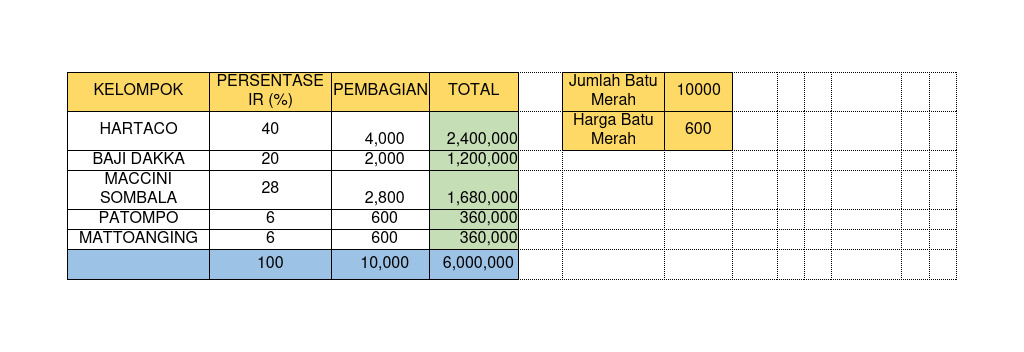 KELOMPOK PERSENTASE IR (%) PEMBAGIAN TOTAL Jumlah Batu Merah 10000
HARTACO 40 4,000 2,400,000 Harga Batu Merah 600
BAJI DAKKA 20 2,000 1,200,000
MACCINI SOMBALA 28 2,800 1,680,000
PATOMPO 6 600 360,000
MATTOANGING 6 600 360,000
100 10,000 6,000,000